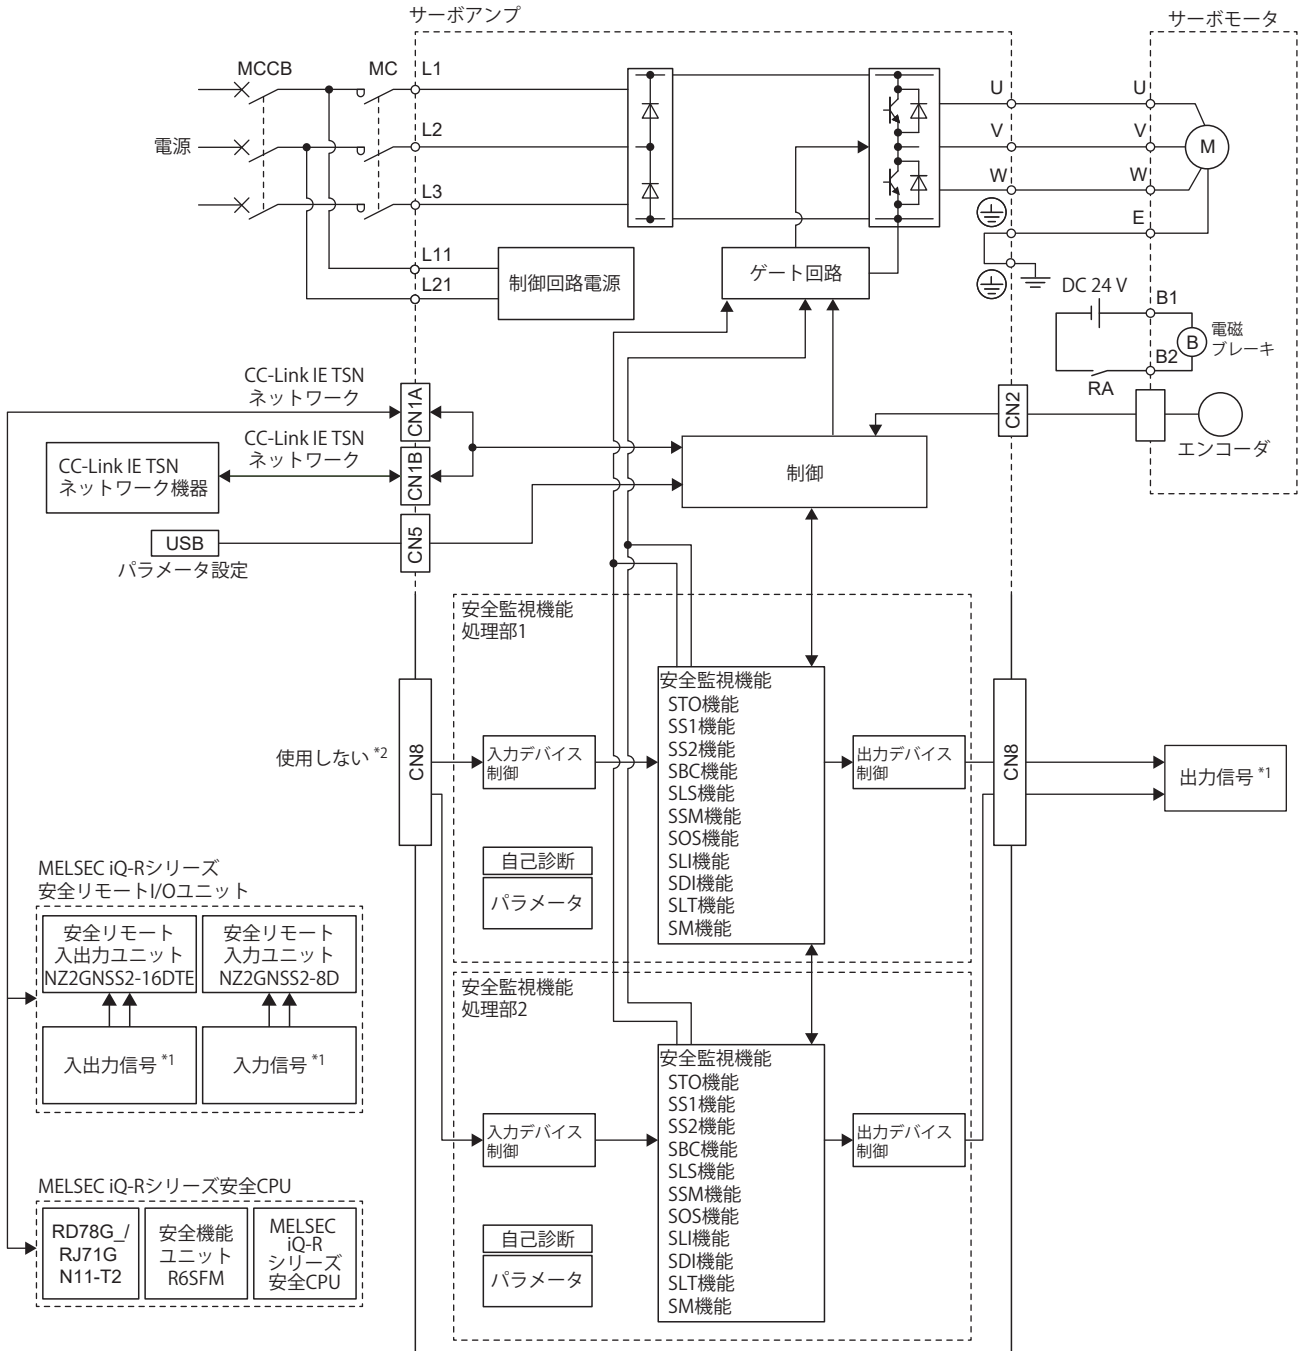 サーボアンプ
サーボモータ
MCCB
MC
L1
L2
L3
電源
L11
L21
制御回路電源
ゲート回路
U
V
W
E
U
V
W
M
DC 24 V
B1
B2
B
電磁
ブレーキ
RA
CC-Link IE TSN
ネットワーク
CN1A
CC-Link IE TSN
ネットワーク
CN1B
CC-Link IE TSN
ネットワーク機器
CN2
エンコーダ
制御
USB
パラメータ設定
CN5
安全監視機能
処理部1
安全監視機能
STO機能
SS1機能
SS2機能
SBC機能
SLS機能
SSM機能
SOS機能
SLI機能
SDI機能
SLT機能
SM機能
使用しない *2
CN8
入力デバイス
制御
出力デバイス
制御
CN8
出力信号 *1
自己診断
パラメータ
MELSEC iQ-Rシリーズ
安全リモートI/Oユニット
安全リモート
入出力ユニット
NZ2GNSS2-16DTE
安全リモート
入力ユニット
NZ2GNSS2-8D
入出力信号 *1
入力信号 *1
安全監視機能
処理部2
安全監視機能
STO機能
SS1機能
SS2機能
SBC機能
SLS機能
SSM機能
SOS機能
SLI機能
SDI機能
SLT機能
SM機能
入力デバイス
制御
出力デバイス
制御
自己診断
パラメータ
MELSEC iQ-Rシリーズ安全CPU
RD78G_/
RJ71G
N11-T2
安全機能
ユニット
R6SFM
MELSEC
iQ-R
シリーズ
安全CPU